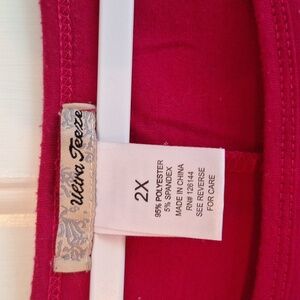 Ultra Teeze
2X
95% POLYESTER
5% SPANDEX
MADE IN CHINA
RN# 126144
SEE REVERSE
FOR CARE